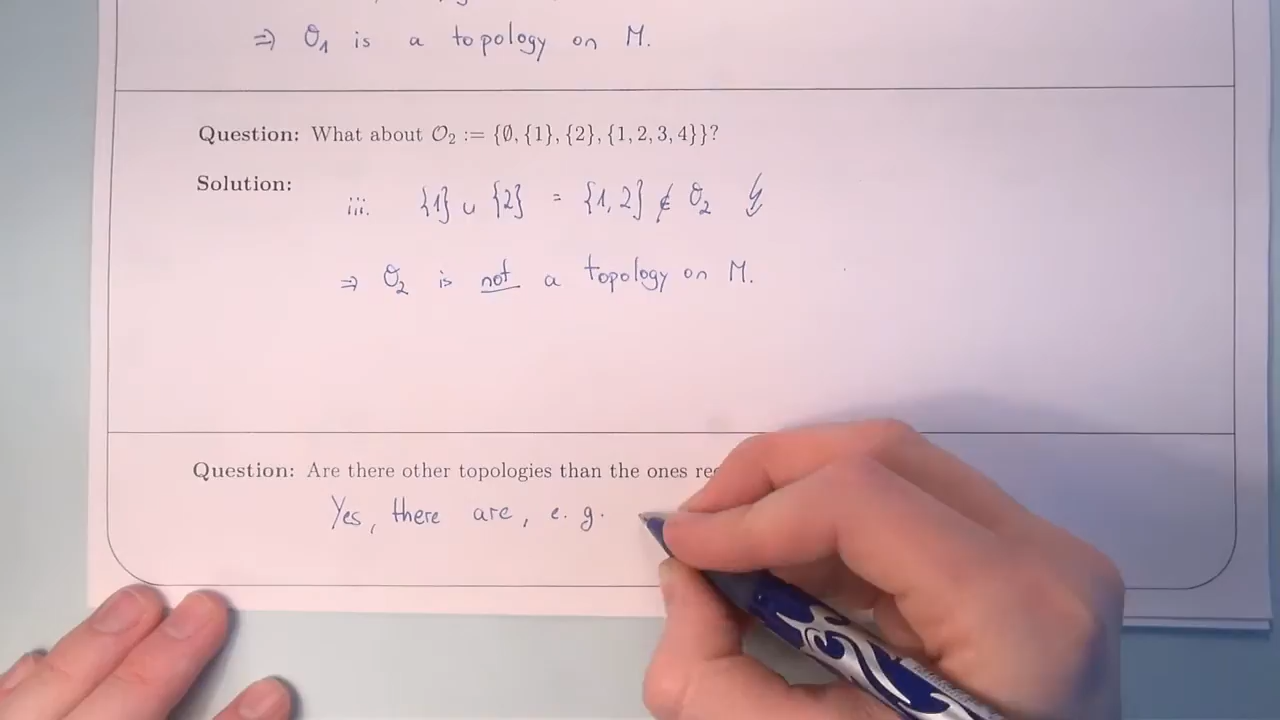 ⇒ O₁ is a topology on M.
Question: What about O₂ := {∅, {1}, {2}, {1, 2, 3, 4}}?
Solution:
iii. {1} ∪ {2} = {1, 2} ∉ O₂ ↯
⇒ O₂ is not a topology on M.
Question: Are there other topologies than the ones
Yes, there are, e. g.